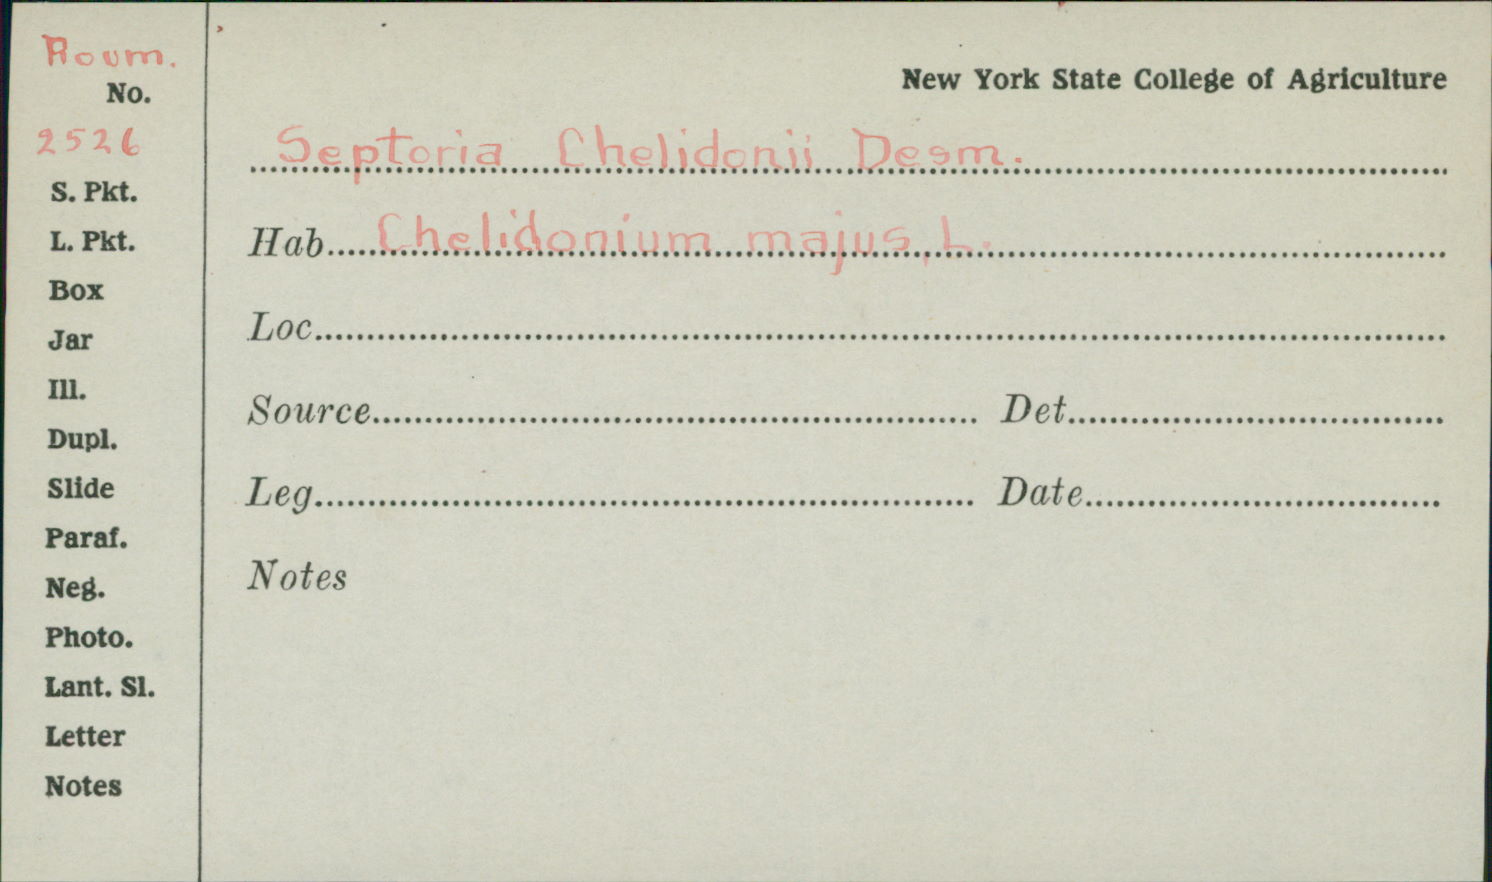 Roum.
No.
2526
S. Pkt.
L. Pkt.
Box
Jar
Ill.
Dupl.
Slide
Paraf.
Neg.
Photo.
Lant. Sl.
Letter
Notes
New York State College of Agriculture
Septoria Chelidonii Desm.
Hab. Chelidonium majus, L.
Loc.
Source Det.
Leg. Date
Notes